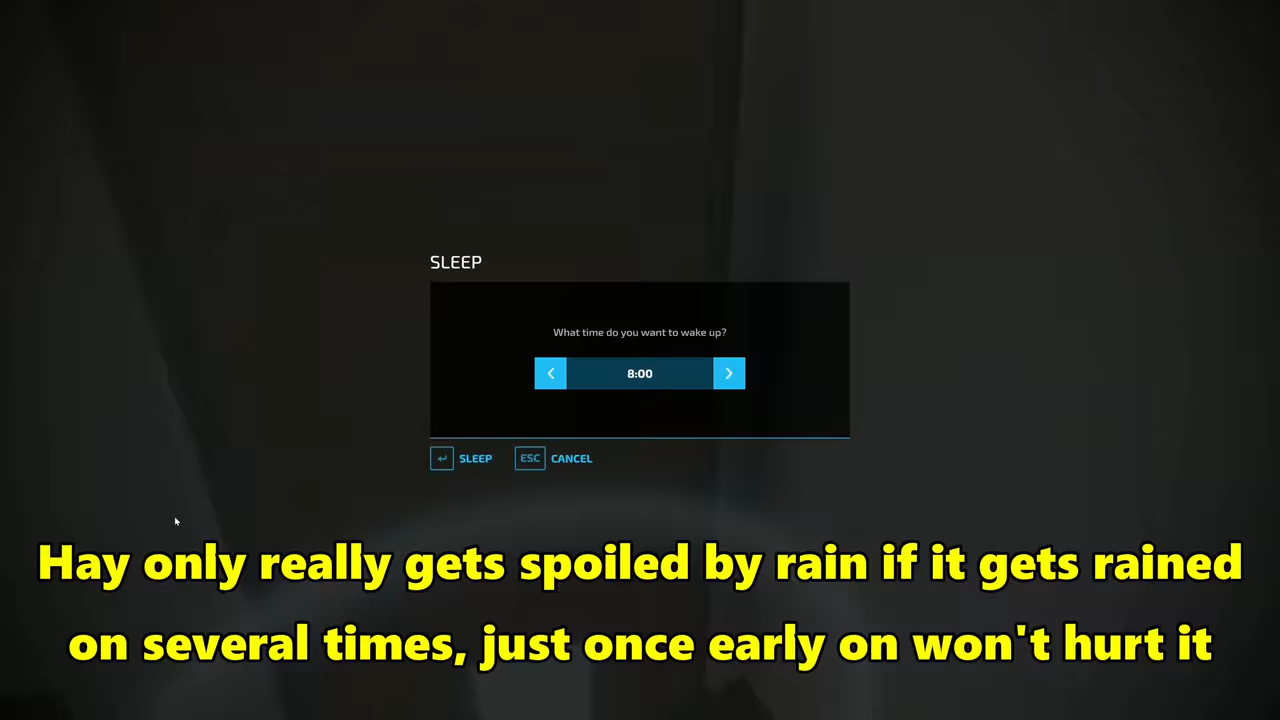 SLEEP
What time do you want to wake up?
8:00
SLEEP ESC CANCEL
Hay only really gets spoiled by rain if it gets rained
on several times, just once early on won't hurt it